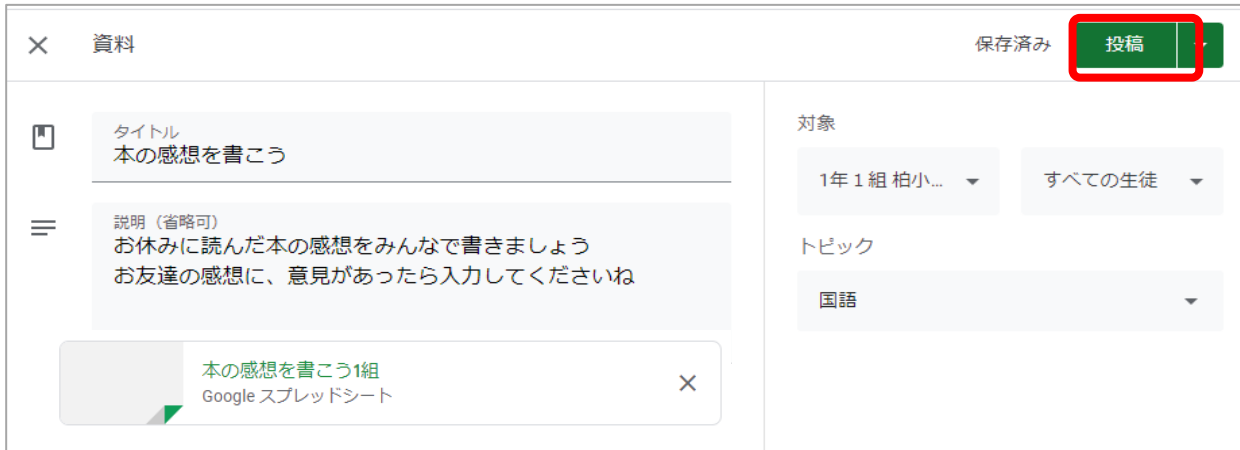 資料
保存済み
投稿
タイトル
本の感想を書こう
説明（省略可）
お休みに読んだ本の感想をみんなで書きましょう
お友達の感想に、意見があったら入力してくださいね
本の感想を書こう1組
Google スプレッドシート
対象
1年１組 柏小...
すべての生徒
トピック
国語